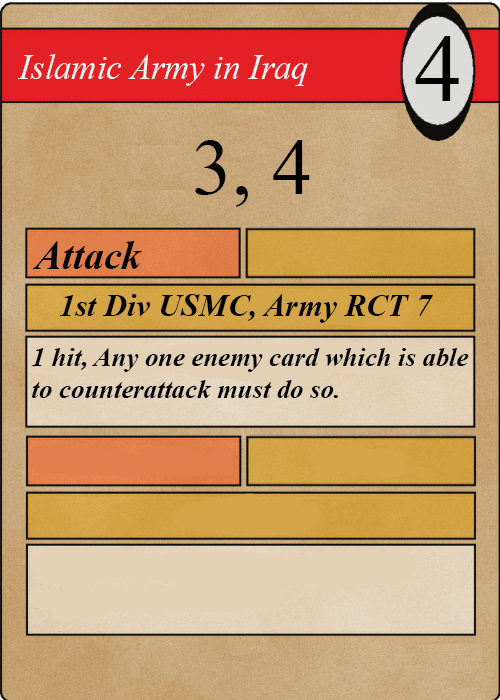 Islamic Army in Iraq
4
3, 4
Attack
1st Div USMC, Army RCT 7
1 hit, Any one enemy card which is able
to counterattack must do so.